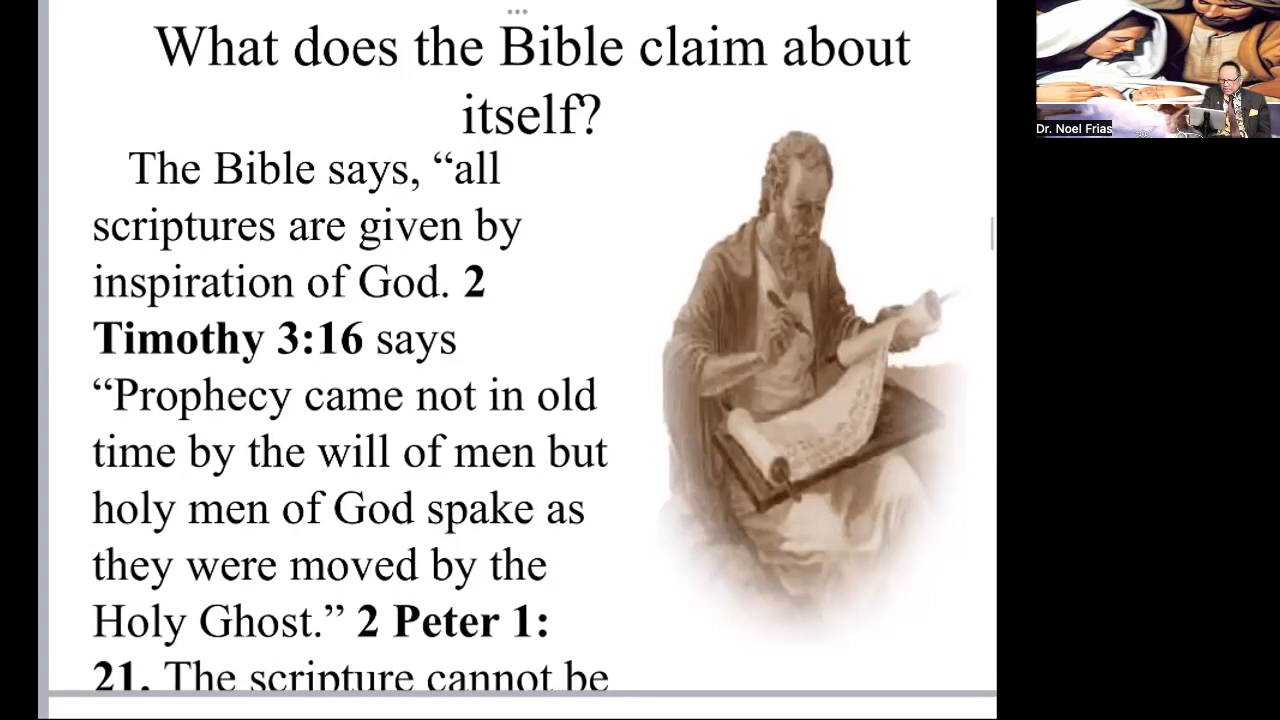 What does the Bible claim about
itself?
The Bible says, “all
scriptures are given by
inspiration of God. 2
Timothy 3:16 says
“Prophecy came not in old
time by the will of men but
holy men of God spake as
they were moved by the
Holy Ghost.” 2 Peter 1:
21. The scripture cannot be
Dr. Noel Frias